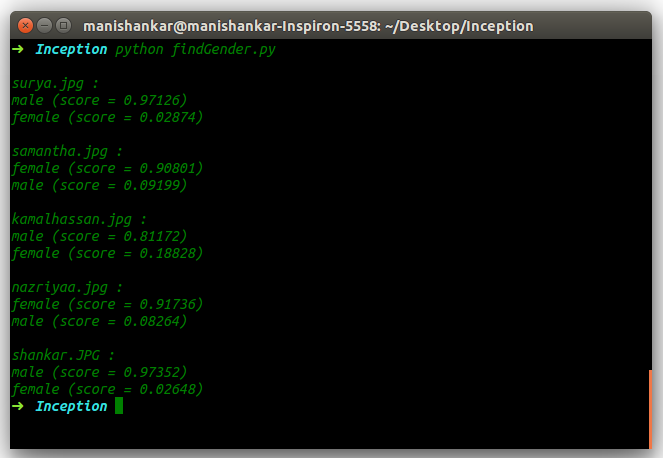 manishankar@manishankar-Inspiron-5558: ~/Desktop/Inception
➜ Inception python findGender.py
surya.jpg :
male (score = 0.97126)
female (score = 0.02874)
samantha.jpg :
female (score = 0.90801)
male (score = 0.09199)
kamalhassan.jpg :
male (score = 0.81172)
female (score = 0.18828)
nazriyaa.jpg :
female (score = 0.91736)
male (score = 0.08264)
shankar.JPG :
male (score = 0.97352)
female (score = 0.02648)
➜ Inception